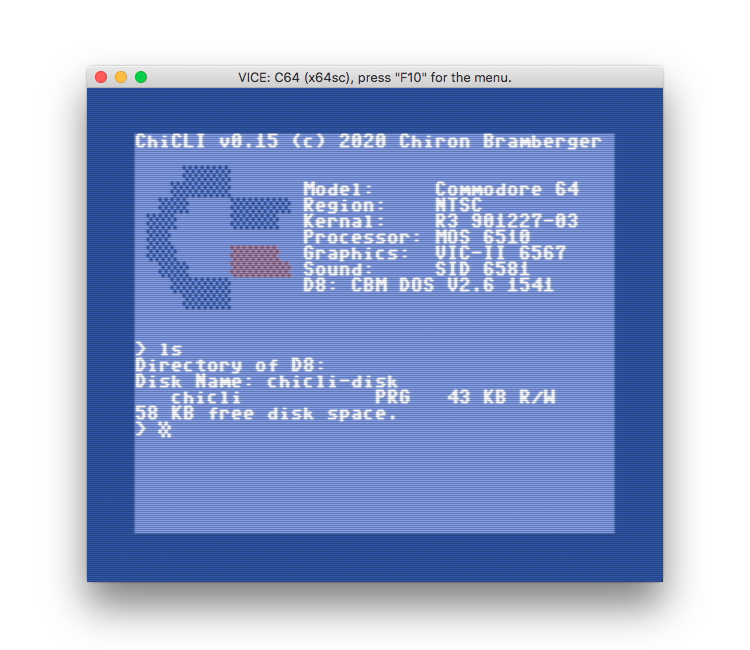 VICE: C64 (x64sc), press "F10" for the menu.
ChiCLI v0.15 (c) 2020 Chiron Bramberger
Model: Commodore 64
Region: NTSC
Kernal: R3 901227-03
Processor: MOS 6510
Graphics: VIC-II 6567
Sound: SID 6581
D8: CBM DOS V2.6 1541
> ls
Directory of D8:
Disk Name: chicli-disk
chicli PRG 43 KB R/W
58 KB free disk space.
>